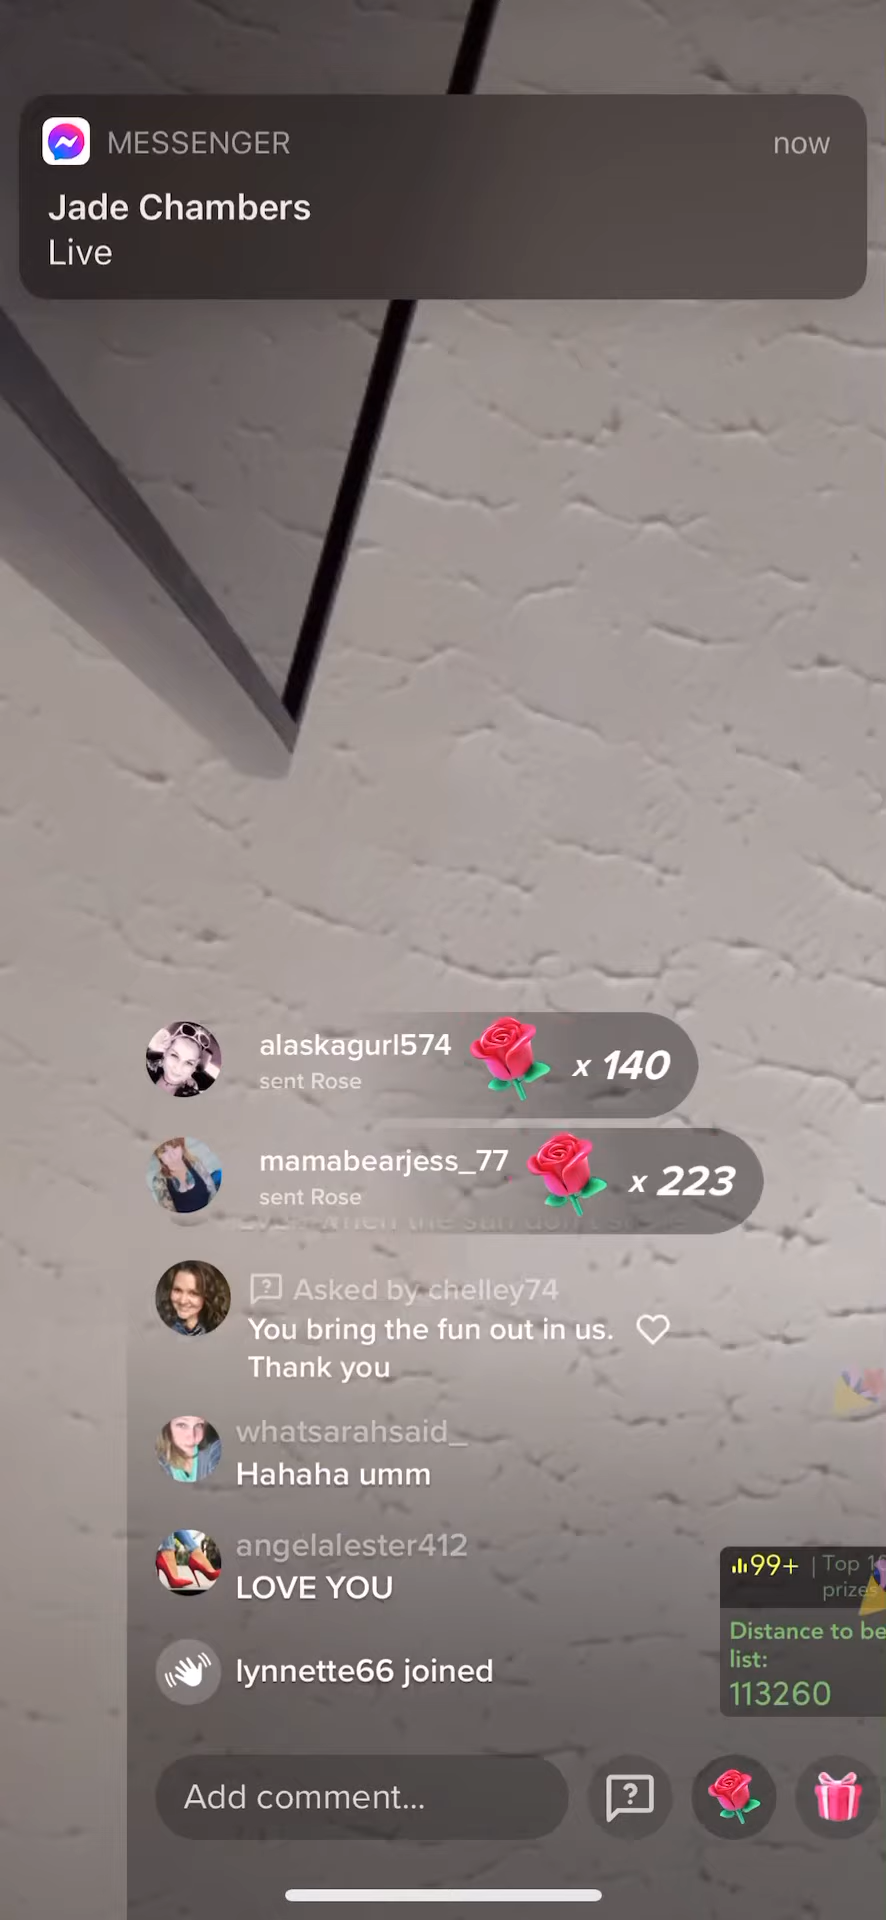 MESSENGER now
Jade Chambers
Live
alaskagurl574
sent Rose
x 140
mamabearjess_77
sent Rose
x 223
Asked by chelley74
You bring the fun out in us.
Thank you
whatsarahsaid_
Hahaha umm
angelalester412
LOVE YOU
lynnette66 joined
99+ | Top
prizes
Distance to be
list:
113260
Add comment...